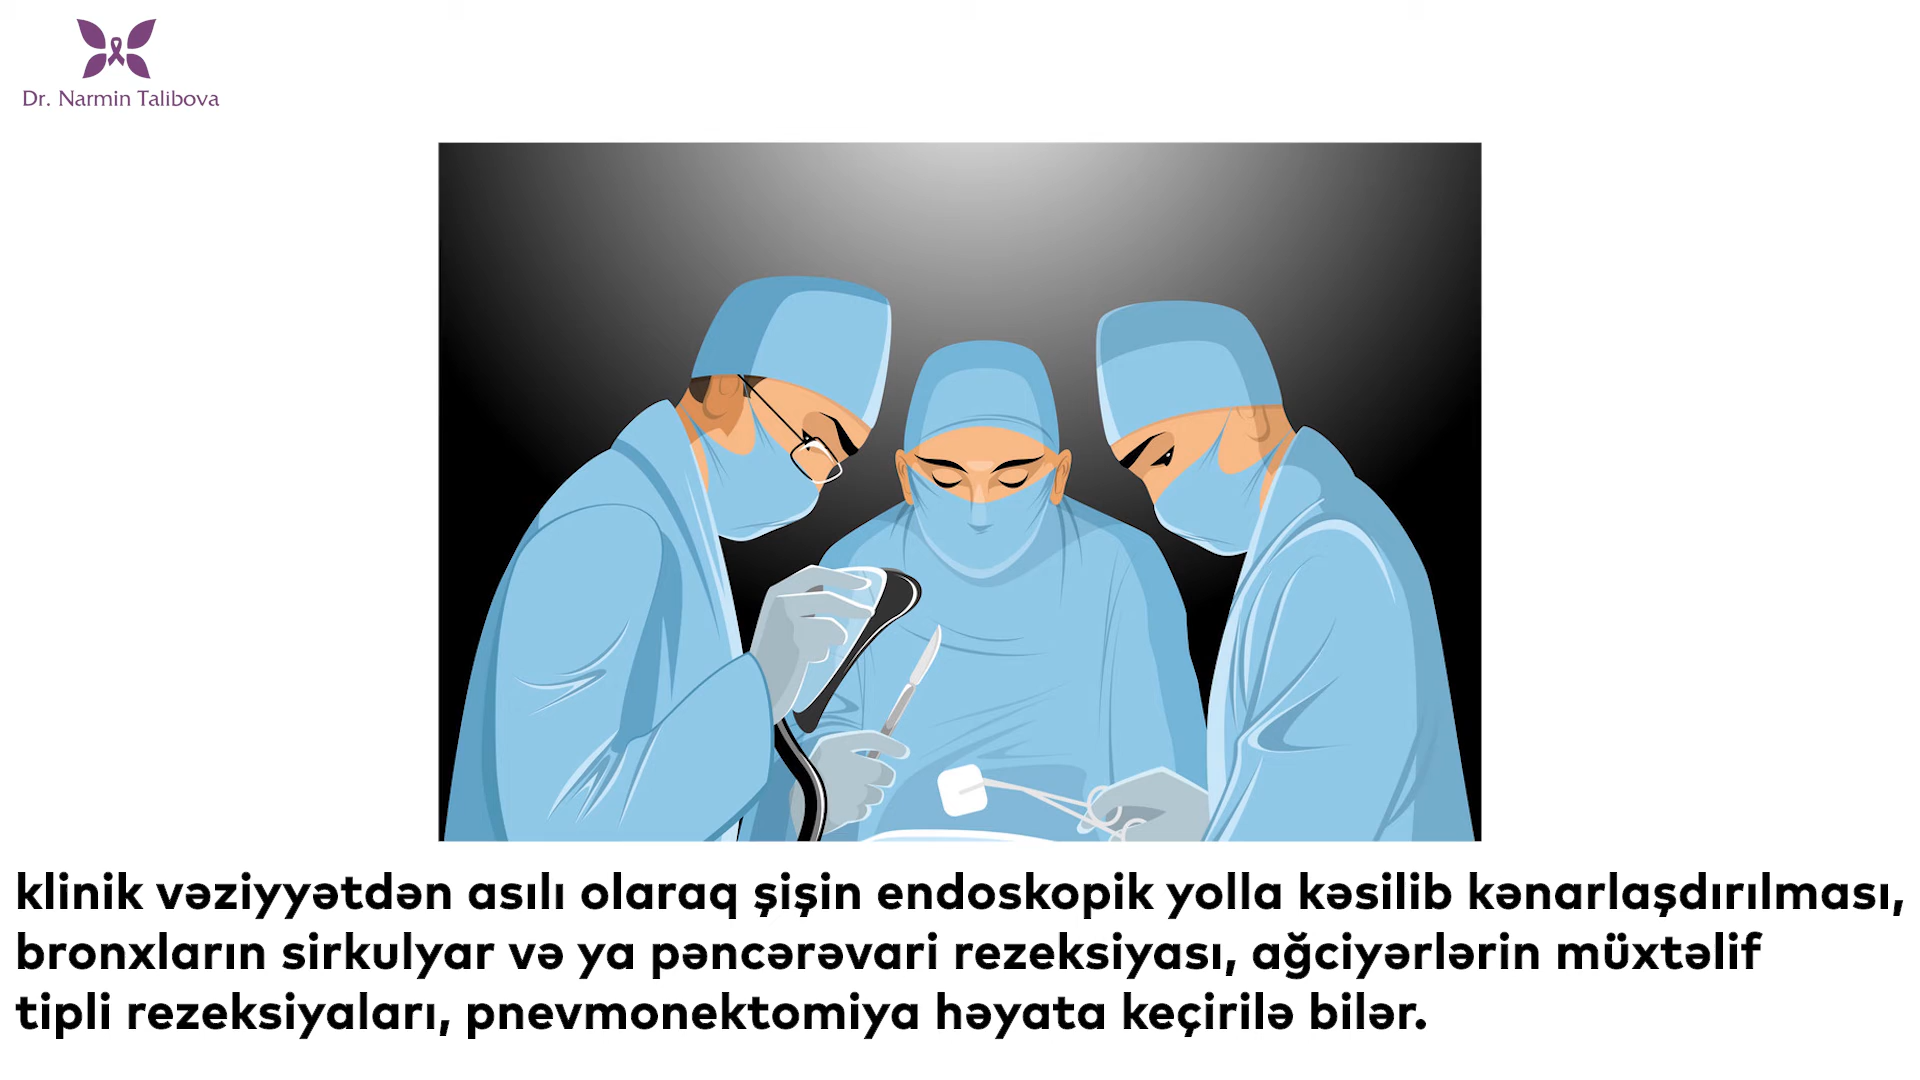 Dr. Narmin Talibova
klinik vəziyyətdən asılı olaraq şişin endoskopik yolla kəsilib kənarlaşdırılması,
bronxların sirkulyar və ya pəncərəvari rezeksiyası, ağciyərlərin müxtəlif
tipli rezeksiyaları, pnevmonektomiya həyata keçirilə bilər.